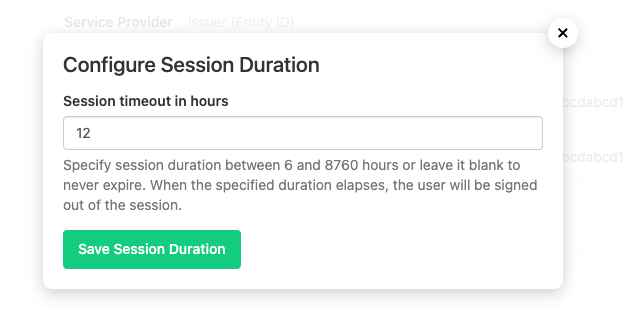 Service Provider Issuer (Entity ID)
Configure Session Duration
Session timeout in hours
12
bcdabcd1
Specify session duration between 6 and 8760 hours or leave it blank to
never expire. When the specified duration elapses, the user will be signed
out of the session.
bcdabcd1
Save Session Duration